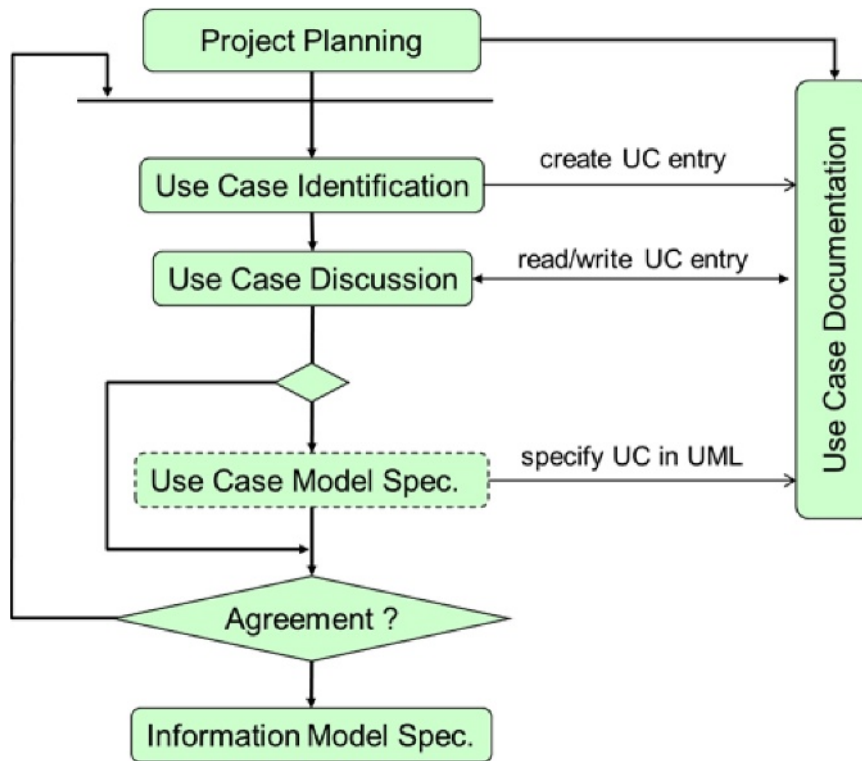 Project Planning
Use Case Identification
create UC entry
Use Case Discussion
read/write UC entry
Use Case Documentation
Use Case Model Spec.
specify UC in UML
Agreement ?
Information Model Spec.